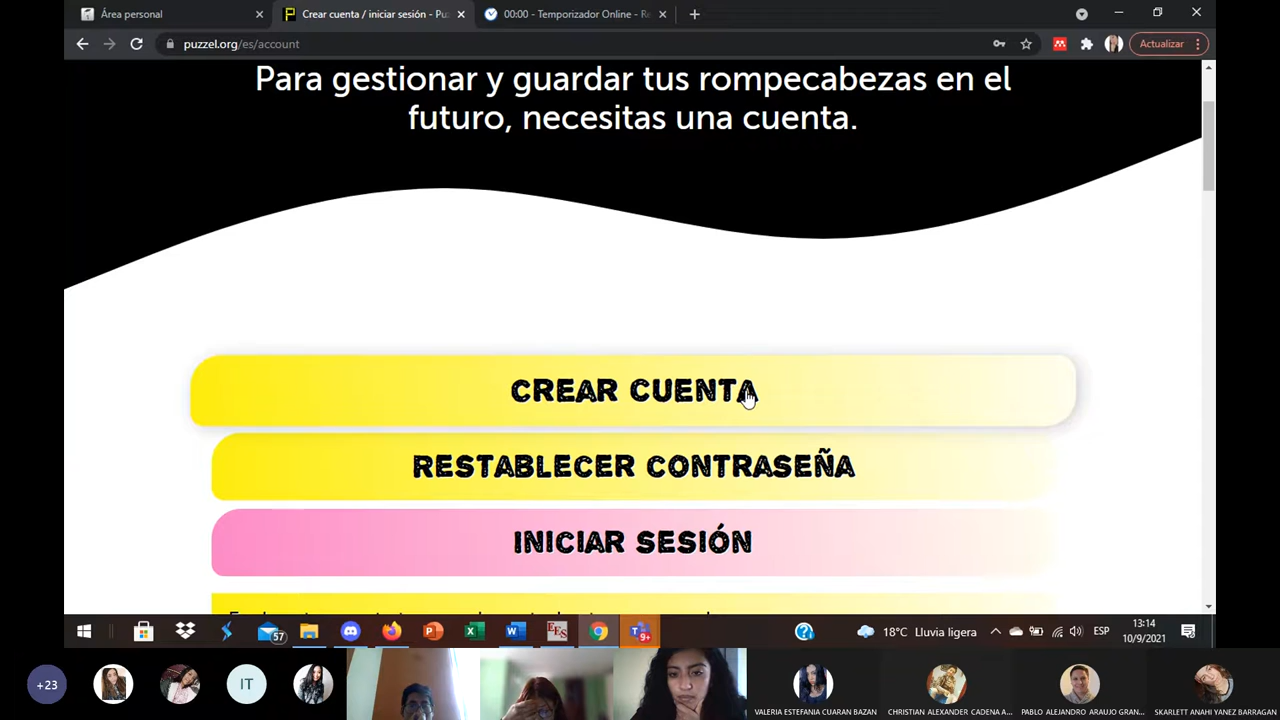 Área personal
Crear cuenta / iniciar sesión - Pu
00:00 - Temporizador Online - R
puzzel.org/es/account
Actualizar
Para gestionar y guardar tus rompecabezas en el
futuro, necesitas una cuenta.
CREAR CUENTA
RESTABLECER CONTRASEÑA
INICIAR SESIÓN
57
9+
18°C Lluvia ligera
ESP
13:14
10/9/2021
+23
IT
VALERIA ESTEFANIA CUARAN BAZAN
CHRISTIAN ALEXANDER CADENA A...
PABLO ALEJANDRO ARAUJO GRAN...
SKARLETT ANAHI YANEZ BARRAGAN